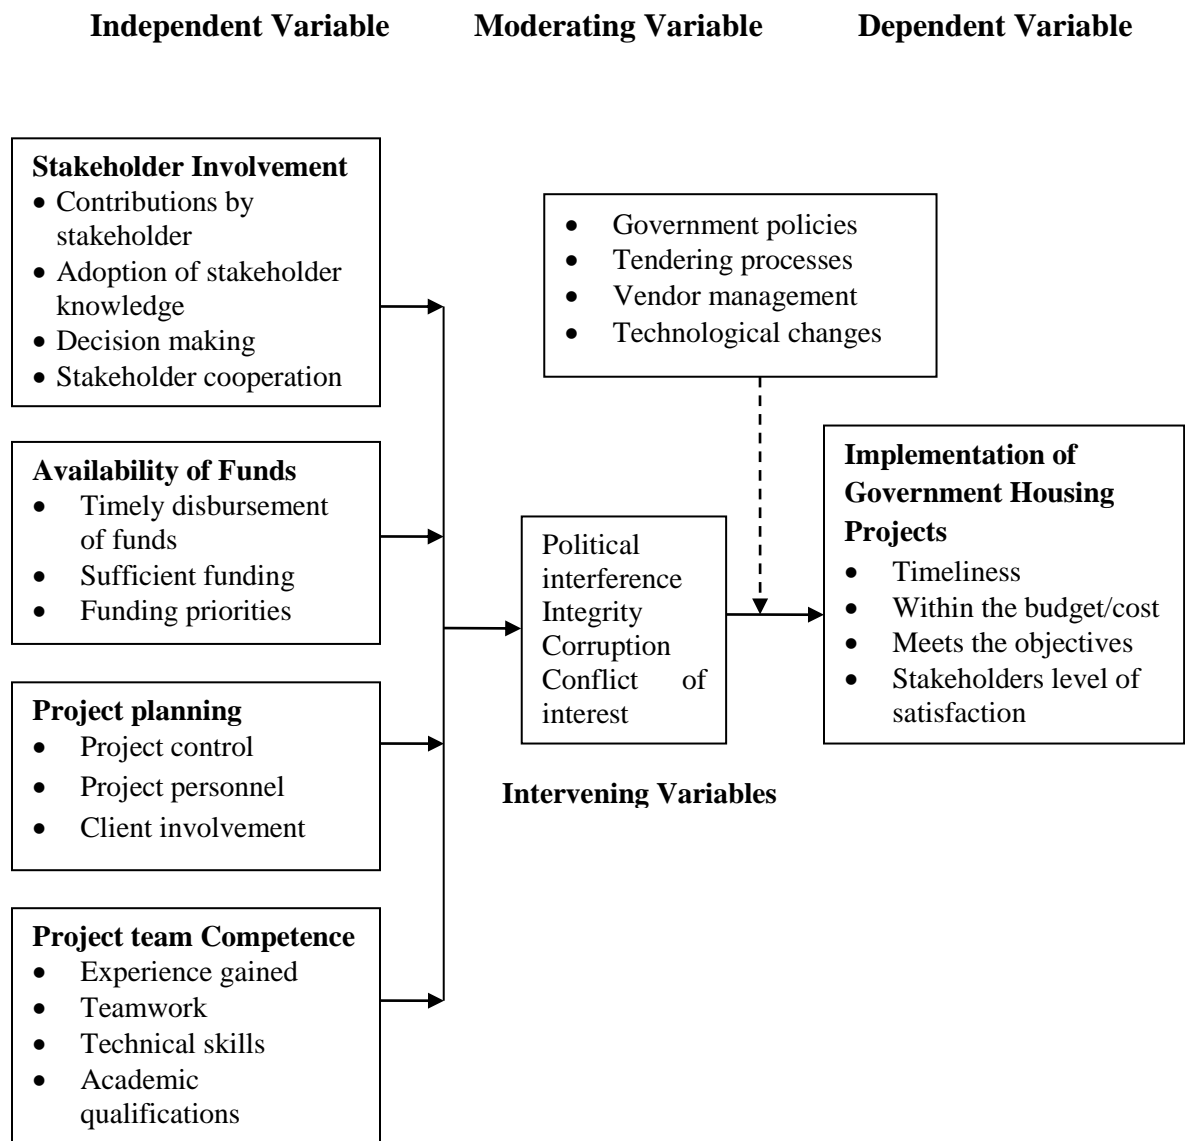 Independent Variable
Moderating Variable
Dependent Variable
Stakeholder Involvement
• Contributions by
stakeholder
• Adoption of stakeholder
knowledge
• Decision making
• Stakeholder cooperation
• Government policies
• Tendering processes
• Vendor management
• Technological changes
Availability of Funds
• Timely disbursement
of funds
• Sufficient funding
• Funding priorities
Political
interference
Integrity
Corruption
Conflict of
interest
Implementation of
Government Housing
Projects
• Timeliness
• Within the budget/cost
• Meets the objectives
• Stakeholders level of
satisfaction
Project planning
• Project control
• Project personnel
• Client involvement
Intervening Variables
Project team Competence
• Experience gained
• Teamwork
• Technical skills
• Academic
qualifications